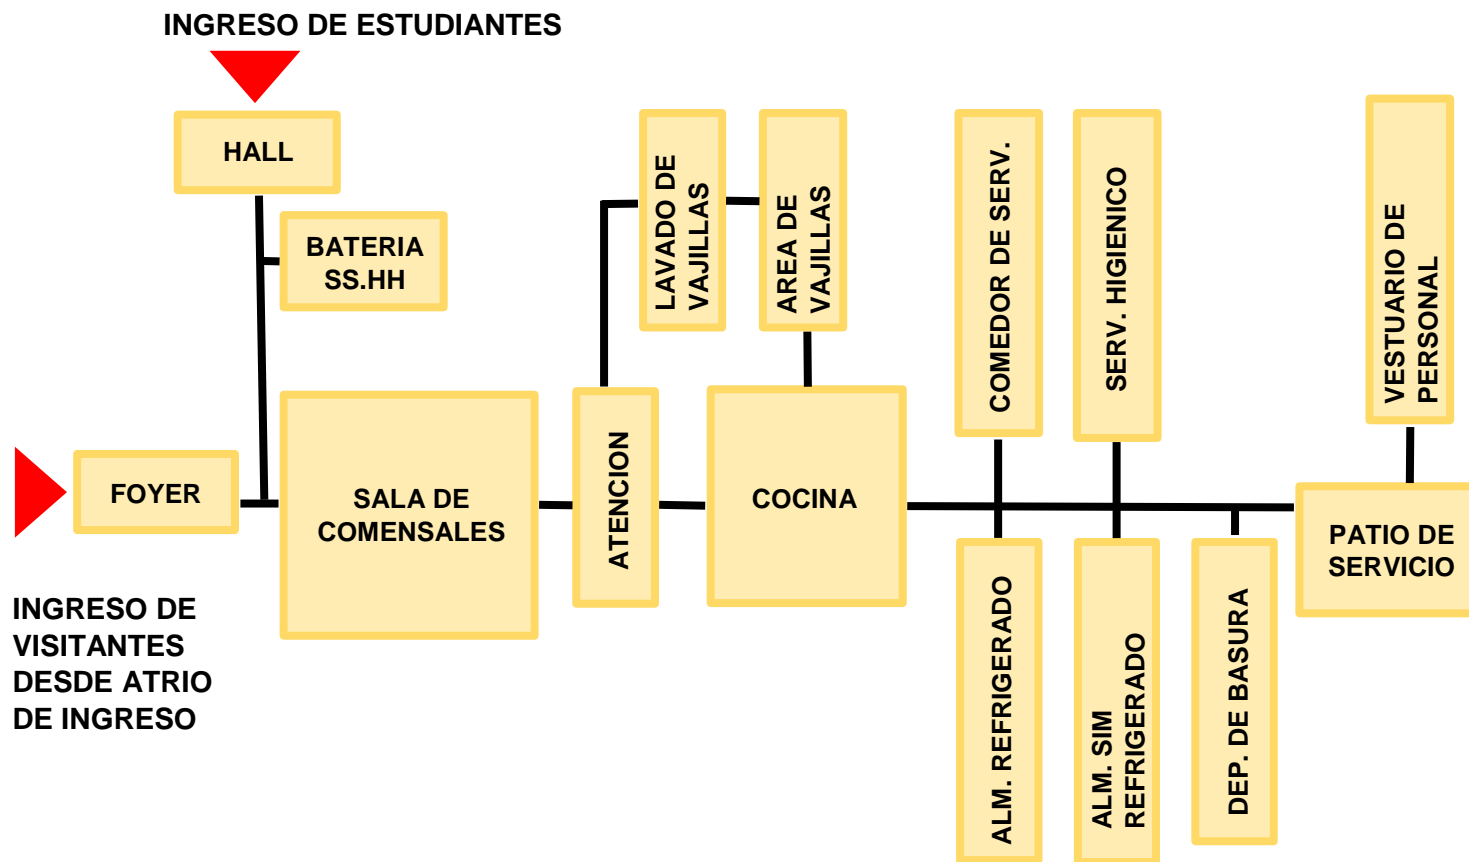 INGRESO DE ESTUDIANTES
HALL
BATERIA
SS.HH
LAVADO DE
VAJILLAS
AREA DE
VAJILLAS
COMEDOR DE SERV.
SERV. HIGIENICO
VESTUARIO DE
PERSONAL
FOYER
SALA DE
COMENSALES
ATENCION
COCINA
PATIO DE
SERVICIO
INGRESO DE
VISITANTES
DESDE ATRIO
DE INGRESO
ALM. REFRIGERADO
ALM. SIM
REFRIGERADO
DEP. DE BASURA